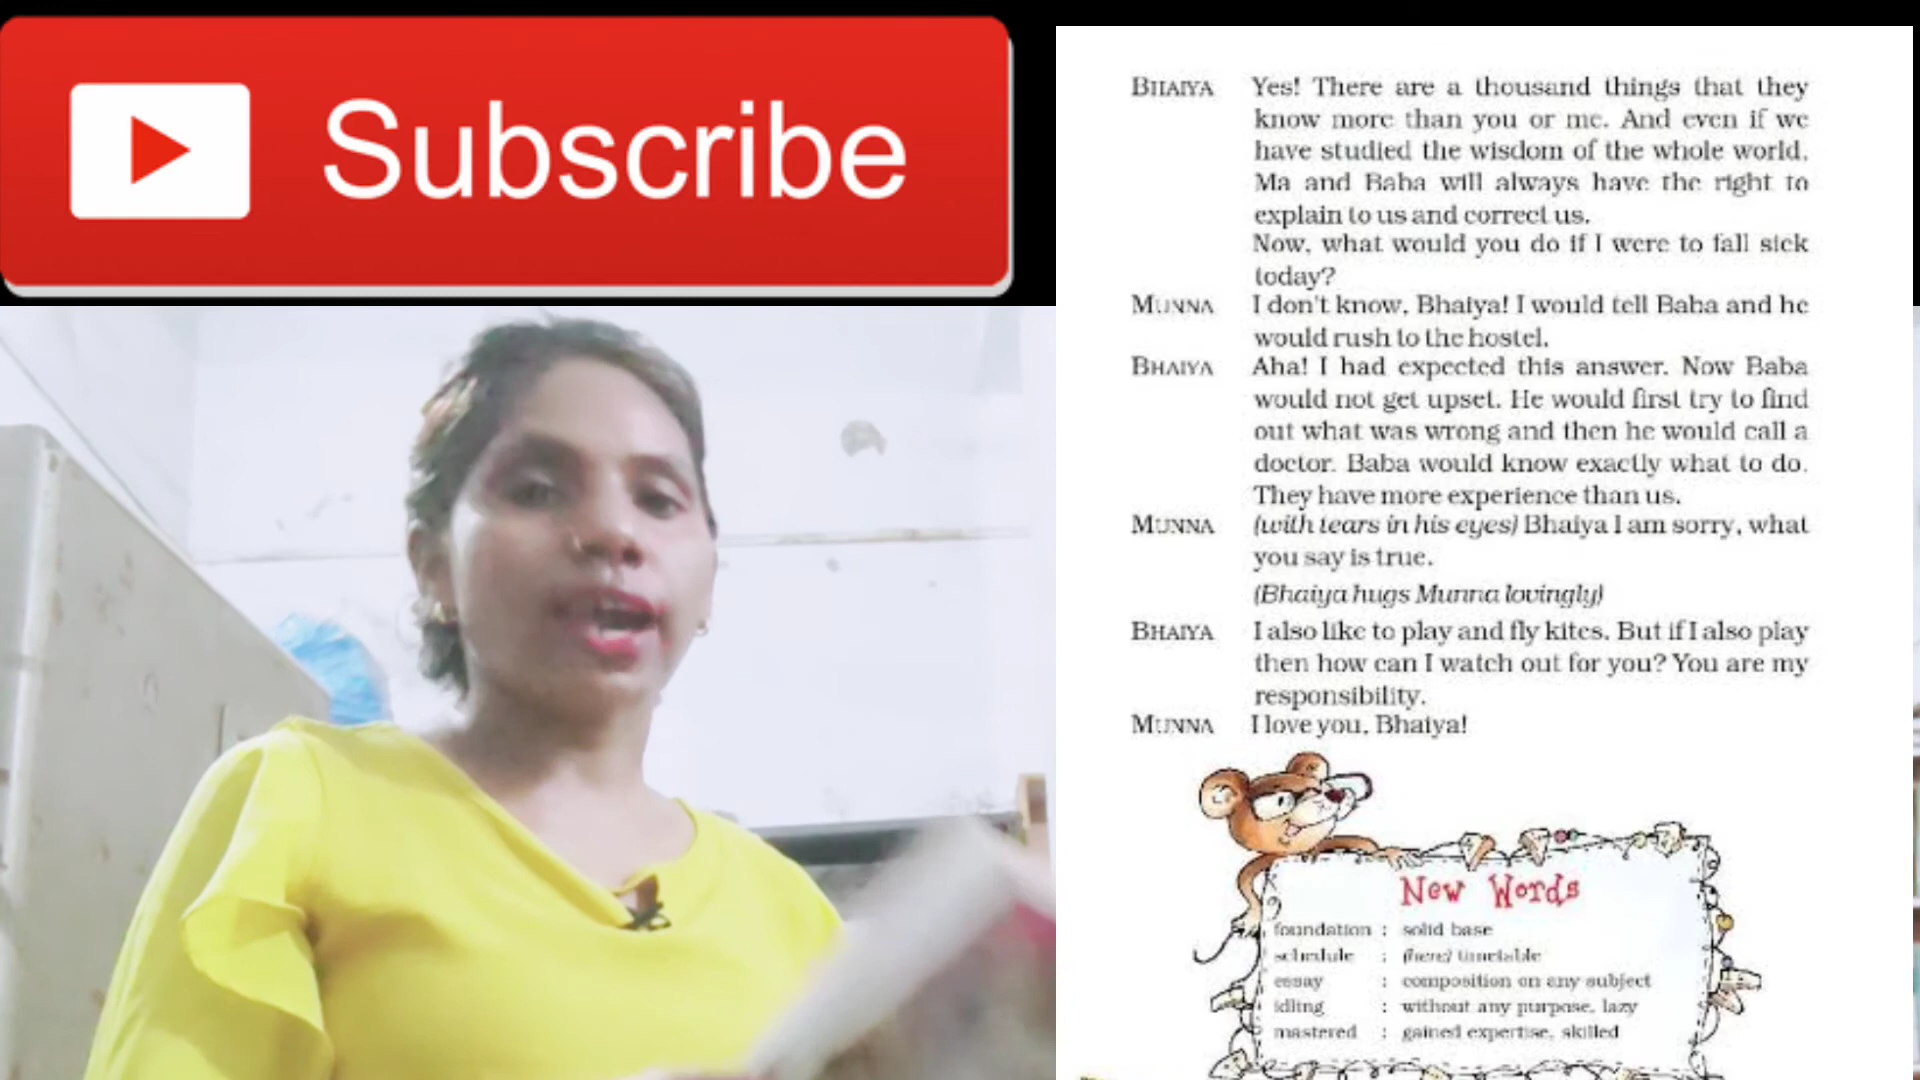 Subscribe
BHAIYA Yes! There are a thousand things that they
know more than you or me. And even if we
have studied the wisdom of the whole world,
Ma and Baba will always have the right to
explain to us and correct us.
Now, what would you do if I were to fall sick
today?
MUNNA I don't know, Bhaiya! I would tell Baba and he
would rush to the hostel.
BHAIYA Aha! I had expected this answer. Now Baba
would not get upset. He would first try to find
out what was wrong and then he would call a
doctor. Baba would know exactly what to do.
They have more experience than us.
MUNNA (with tears in his eyes) Bhaiya I am sorry, what
you say is true.
(Bhaiya hugs Munna lovingly)
BHAIYA I also like to play and fly kites. But if I also play
then how can I watch out for you? You are my
responsibility.
MUNNA I love you, Bhaiya!
New Words
foundation : solid base
schedule : (here) timetable
essay : composition on any subject
idling : without any purpose, lazy
mastered : gained expertise, skilled